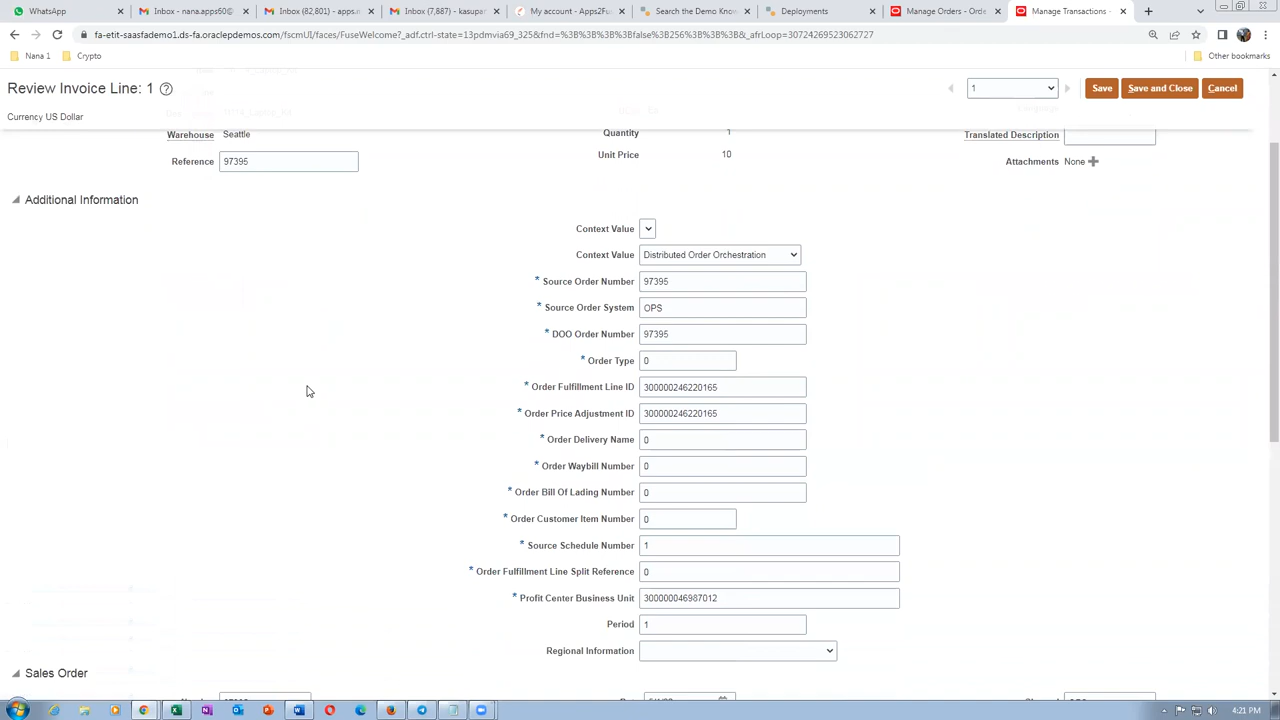 WhatsApp
Inbox - nana.apps50@
Inbox (82,801) - apps.n
Inbox (7,887) - kasupar
My account - Apps2Fus
Search the Demo Know
Deployments
Manage Orders - Orde
Manage Transactions -
fa-etit-saasfademo1.ds-fa.oraclepdemos.com/fscmUI/faces/FuseWelcome?_adf.ctrl-state=13pdmvia69_325&fnd=%3B%3B%3B%3Bfalse%3B256%3B%3B%3B&_afrLoop=30724269523062727
Nana 1
Crypto
Other bookmarks
Review Invoice Line: 1
1
Save
Save and Close
Cancel
Currency US Dollar
Warehouse Seattle
Quantity 1
Translated Description
Reference 97395
Unit Price 10
Attachments None
Additional Information
Context Value
Context Value Distributed Order Orchestration
* Source Order Number 97395
* Source Order System OPS
* DOO Order Number 97395
* Order Type 0
* Order Fulfillment Line ID 300000246220165
* Order Price Adjustment ID 300000246220165
* Order Delivery Name 0
* Order Waybill Number 0
* Order Bill Of Lading Number 0
* Order Customer Item Number 0
* Source Schedule Number 1
* Order Fulfillment Line Split Reference 0
* Profit Center Business Unit 300000046987012
Period 1
Regional Information
Sales Order
4:21 PM